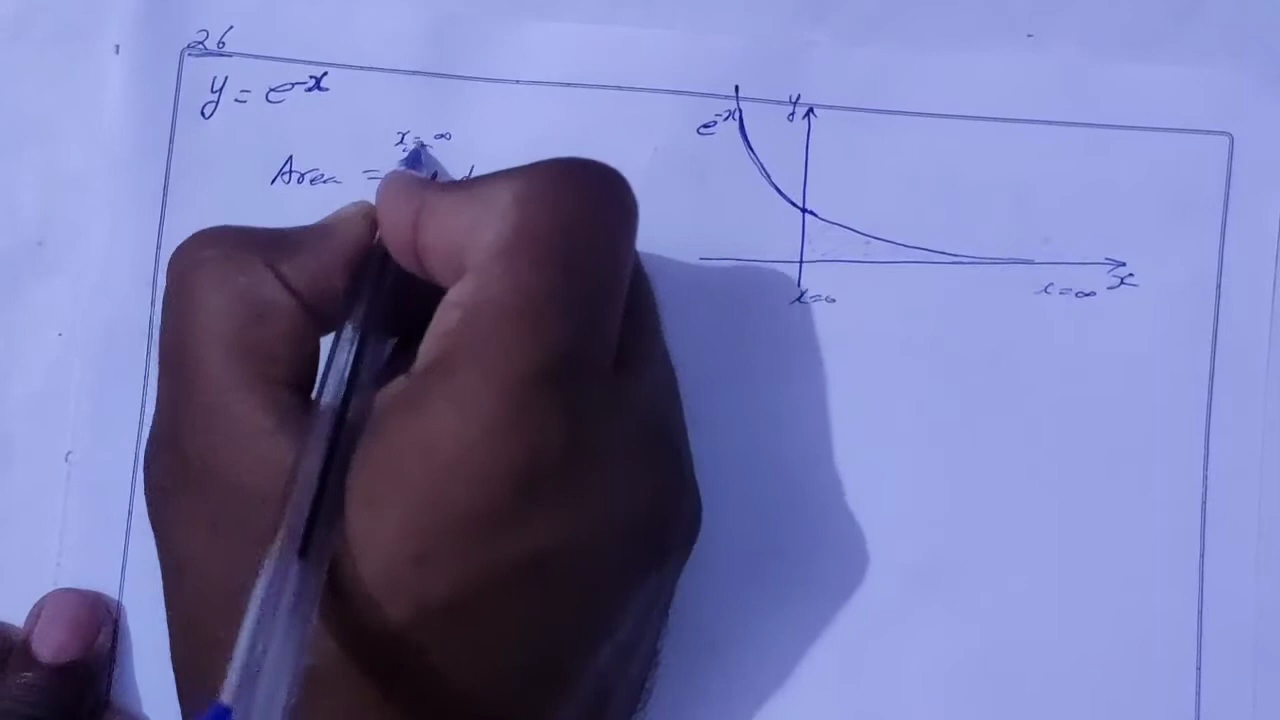 26
y = e^-x
x = ∞
Area =
e^-x
y
x=0
x=∞
x